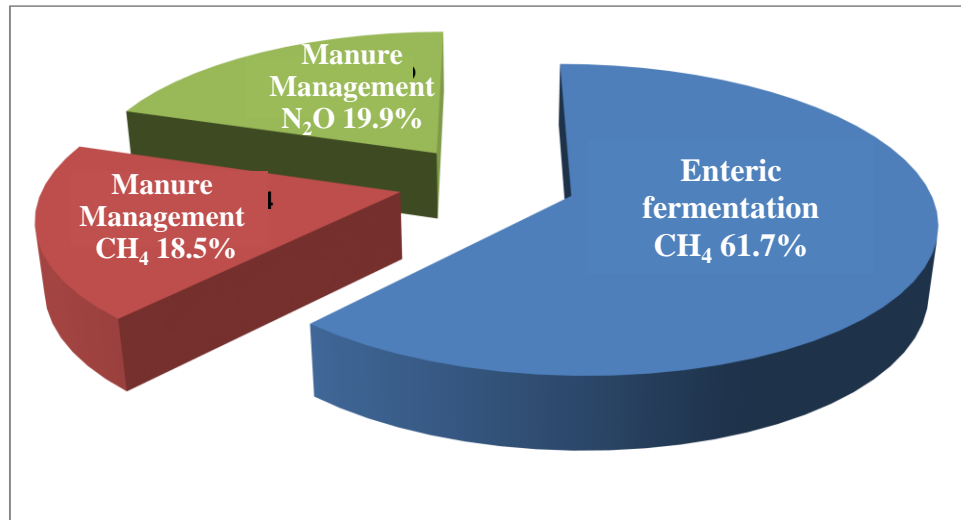 Manure
Management
N₂O 19.9%
Manure
Management
CH₄ 18.5%
Enteric
fermentation
CH₄ 61.7%